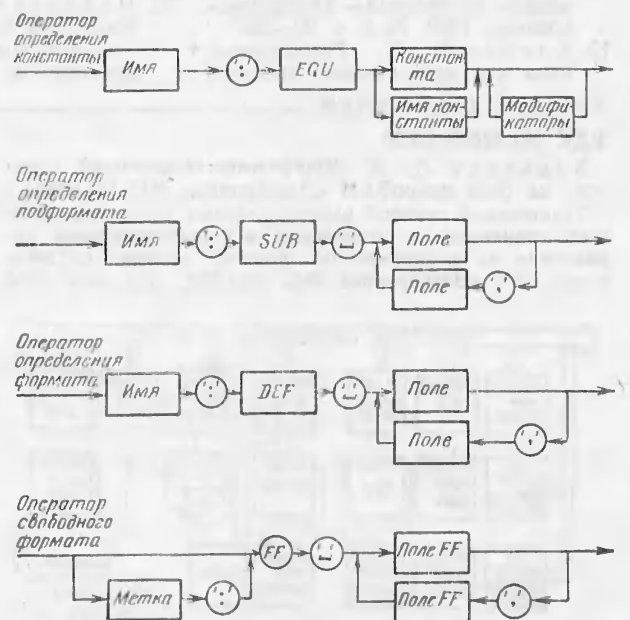 Оператор
определения
константы
Имя
':'
EQU
Констан-
та
Имя кон-
станты
Модифи-
каторы
Оператор
определения
подформата
Имя
':'
SUB
'␣'
Поле
Поле
','
Оператор
определения
формата
Имя
':'
DEF
'␣'
Поле
Поле
','
Оператор
свободного
формата
FF
'␣'
Поле FF
Метка
':'
Поле FF
','